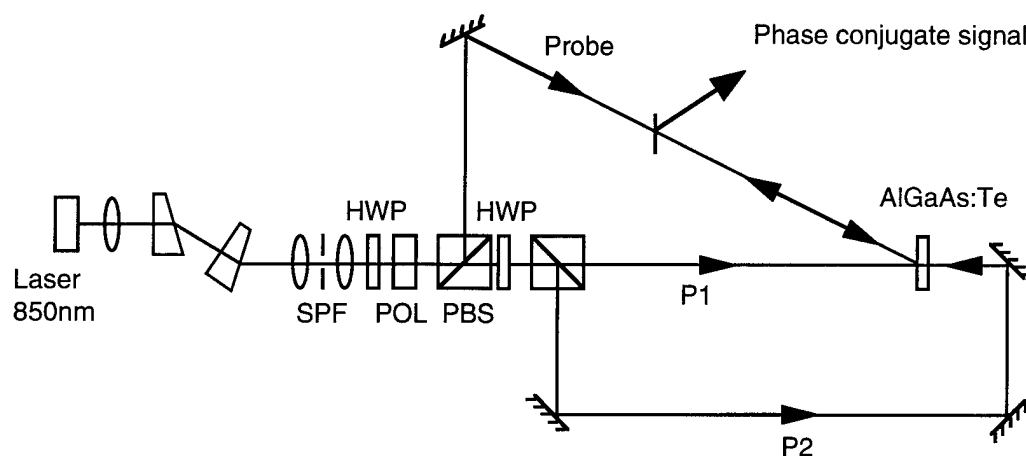 Probe
Phase conjugate signal
AlGaAs:Te
HWP
HWP
Laser
850nm
SPF
POL
PBS
P1
P2